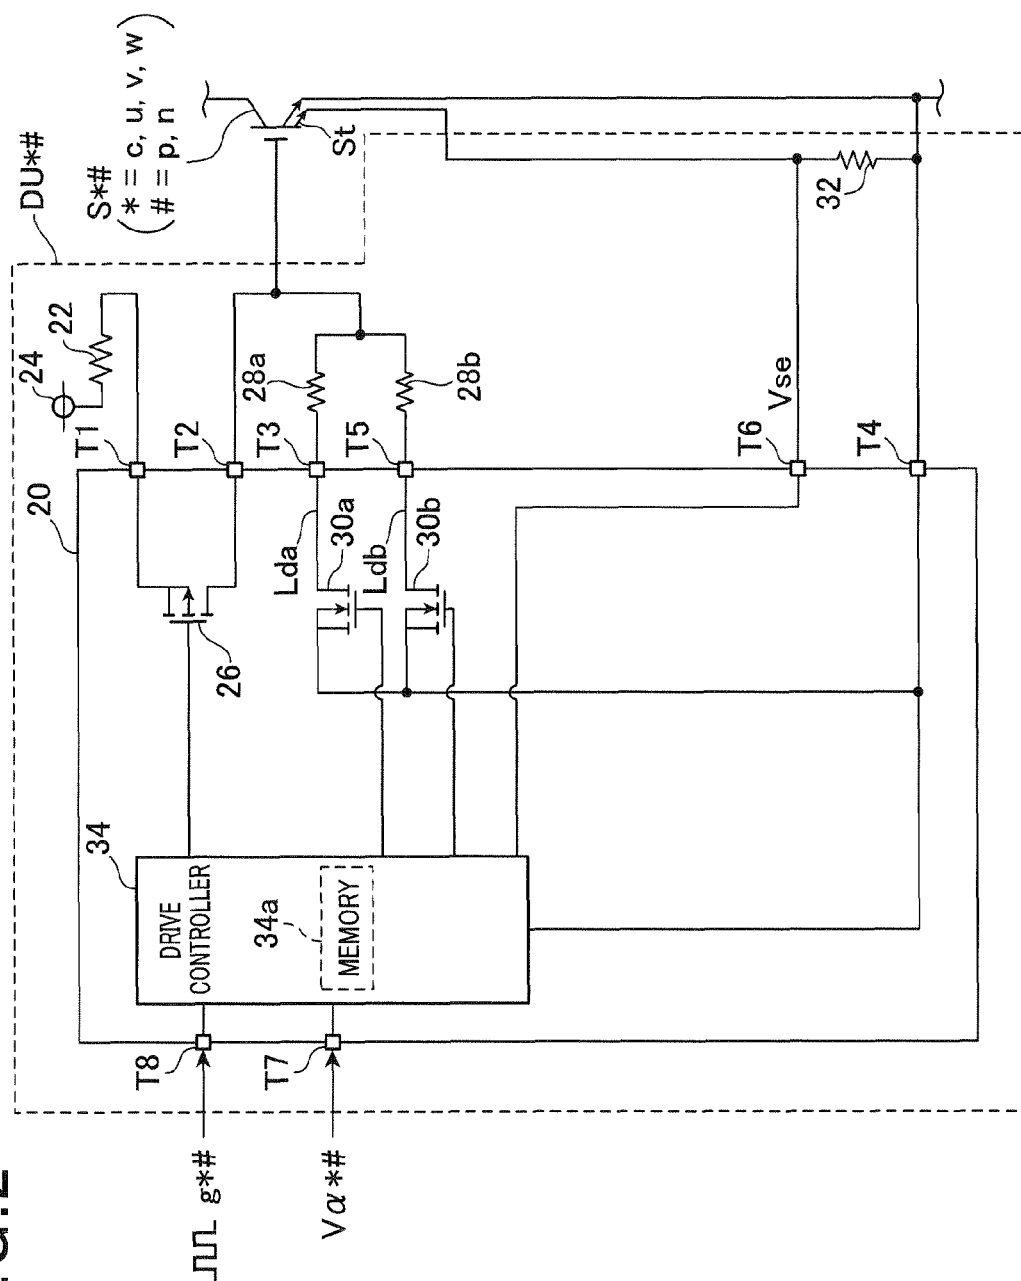 DU*#
S*#
(* = c, u, v, w)
(# = p, n)
24
22
St
T1
T2
T3
T5
T6
T4
28a
28b
Vse
32
20
26
Lda
30a
Ldb
30b
34
DRIVE
CONTROLLER
34a
MEMORY
T8
T7
g*#
Vα*#